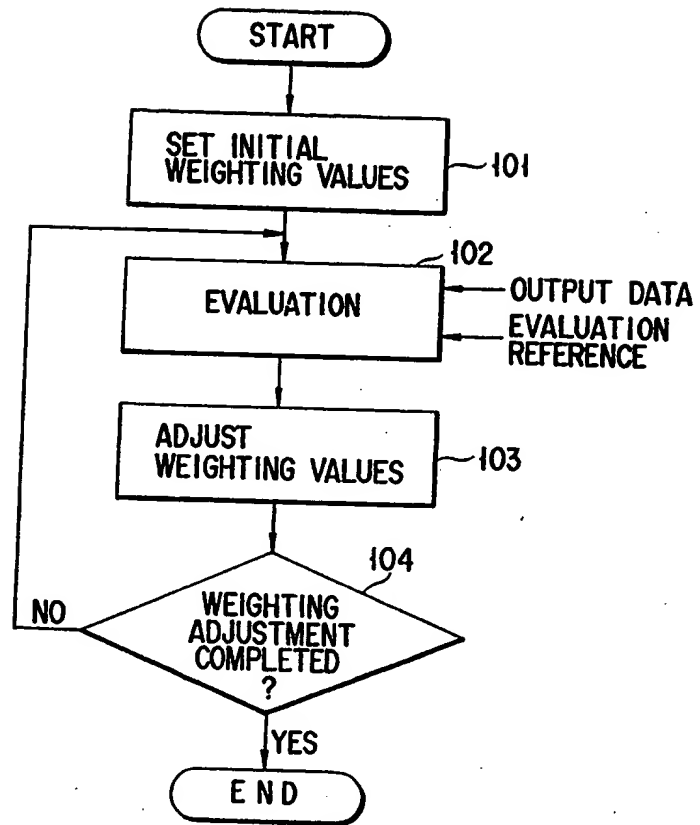 START
SET INITIAL
WEIGHTING VALUES
101
102
EVALUATION
OUTPUT DATA
EVALUATION
REFERENCE
ADJUST
WEIGHTING VALUES
103
104
WEIGHTING
ADJUSTMENT
COMPLETED
?
NO
YES
END